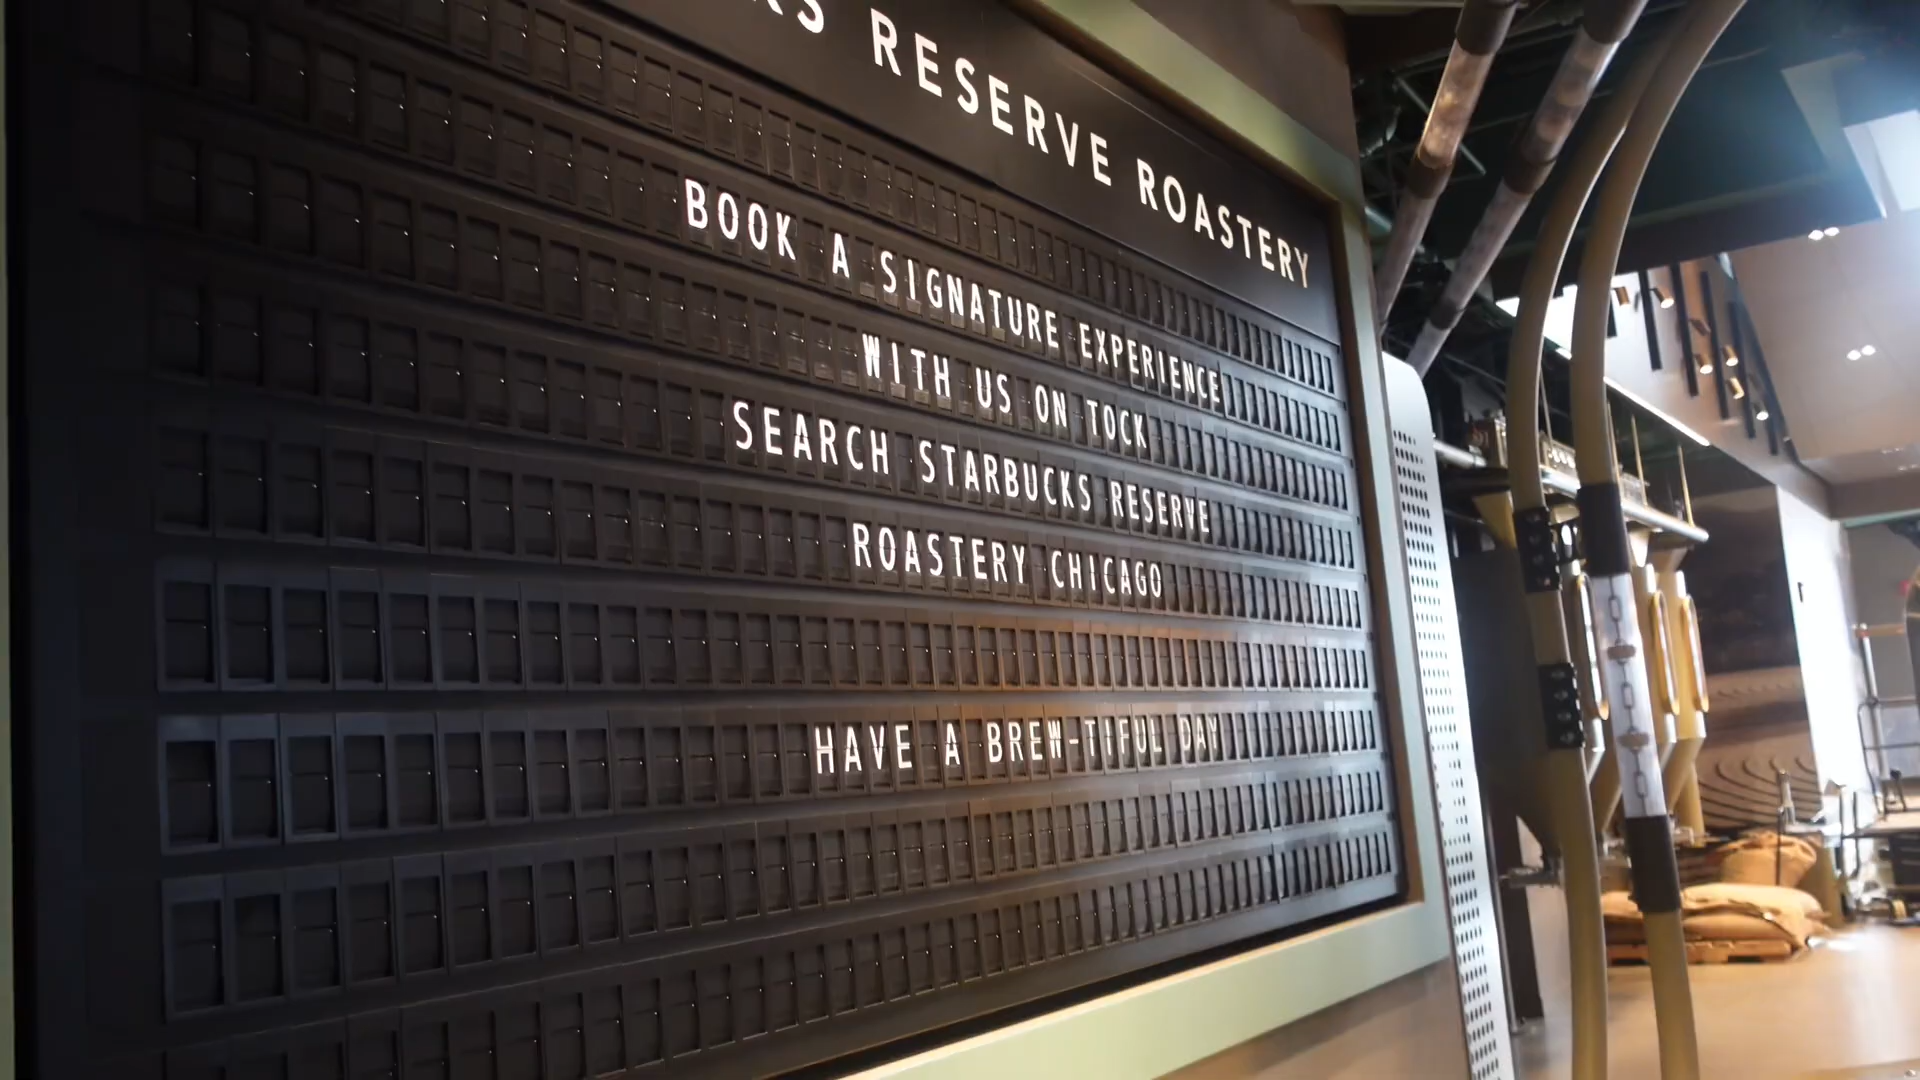 RESERVE ROASTERY
BOOK A SIGNATURE EXPERIENCE
WITH US ON TOCK
SEARCH STARBUCKS RESERVE
ROASTERY CHICAGO
HAVE A BREW-TIFUL DAY